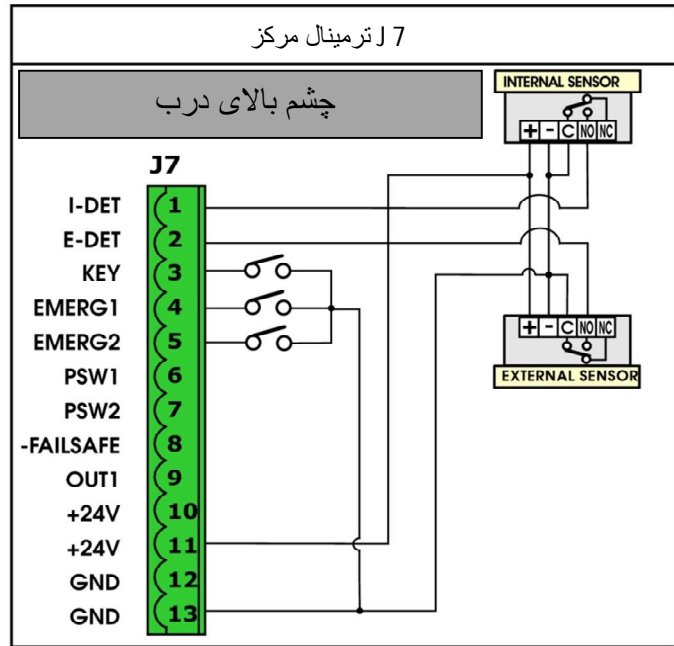 J 7 ترمینال مرکز
چشم بالای درب
INTERNAL SENSOR
+ - C NO NC
J7
I-DET 1
E-DET 2
KEY 3
EMERG1 4
EMERG2 5
PSW1 6
PSW2 7
-FAILSAFE 8
OUT1 9
+24V 10
+24V 11
GND 12
GND 13
+ - C NO NC
EXTERNAL SENSOR